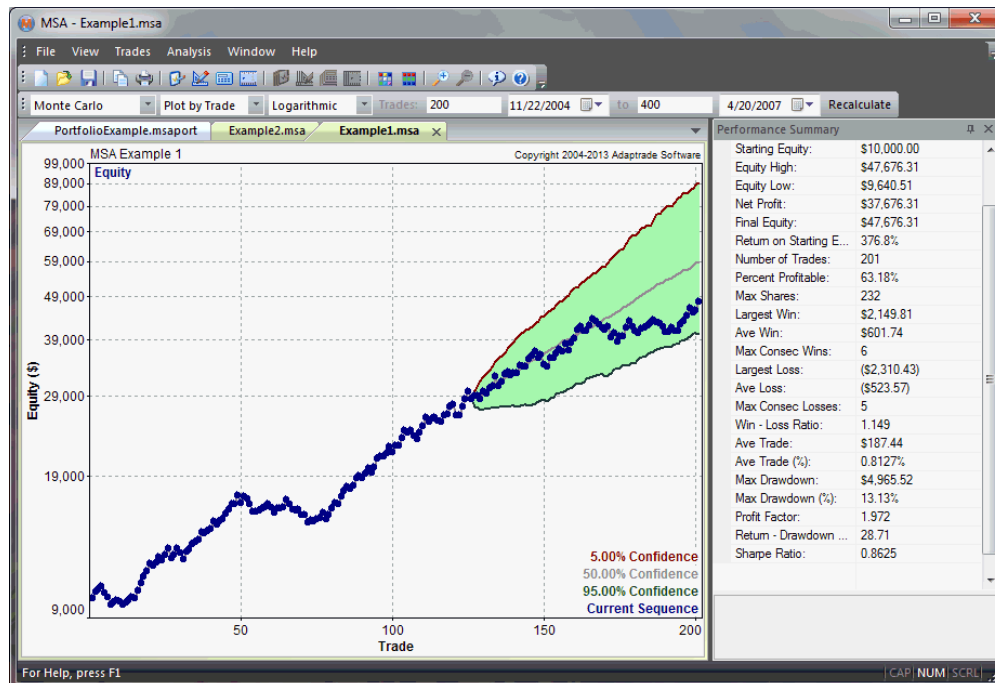 MSA - Example1.msa
File View Trades Analysis Window Help
Monte Carlo Plot by Trade Logarithmic Trades: 200 11/22/2004 to 400 4/20/2007 Recalculate
PortfolioExample.msaport Example2.msa Example1.msa
MSA Example 1 Copyright 2004-2013 Adaptrade Software
Equity
99,000
89,000
79,000
69,000
59,000
49,000
39,000
29,000
19,000
9,000
Equity ($)
5.00% Confidence
50.00% Confidence
95.00% Confidence
Current Sequence
50 100 150 200
Trade
Performance Summary
Starting Equity: $10,000.00
Equity High: $47,676.31
Equity Low: $9,640.51
Net Profit: $37,676.31
Final Equity: $47,676.31
Return on Starting E... 376.8%
Number of Trades: 201
Percent Profitable: 63.18%
Max Shares: 232
Largest Win: $2,149.81
Ave Win: $601.74
Max Consec Wins: 6
Largest Loss: ($2,310.43)
Ave Loss: ($523.57)
Max Consec Losses: 5
Win - Loss Ratio: 1.149
Ave Trade: $187.44
Ave Trade (%): 0.8127%
Max Drawdown: $4,965.52
Max Drawdown (%): 13.13%
Profit Factor: 1.972
Return - Drawdown ... 28.71
Sharpe Ratio: 0.8625
For Help, press F1 CAP NUM SCRL